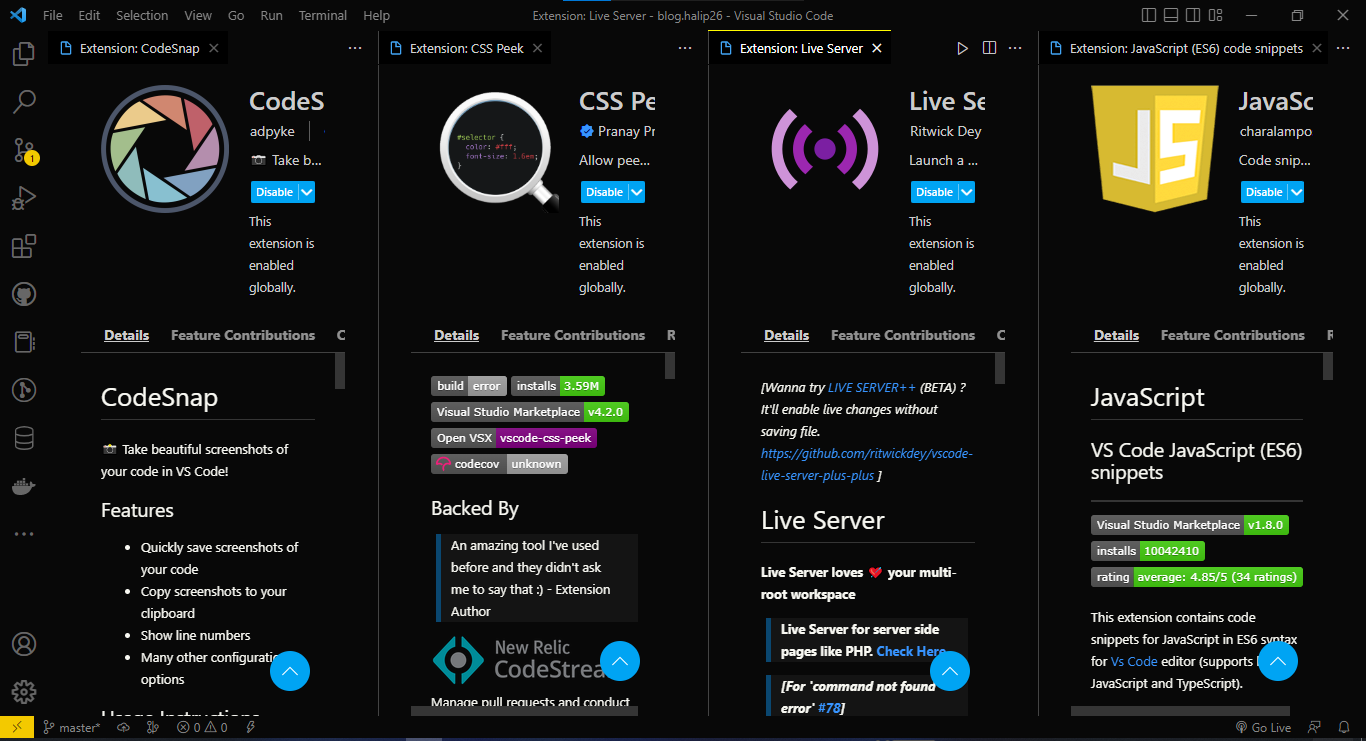 File Edit Selection View Go Run Terminal Help
Extension: Live Server - blog.halip26 - Visual Studio Code
Extension: CodeSnap
Extension: CSS Peek
Extension: Live Server
Extension: JavaScript (ES6) code snippets
CodeS
adpyke
Take b...
Disable
This
extension is
enabled
globally.
Details Feature Contributions C
CodeSnap
Take beautiful screenshots of
your code in VS Code!
Features
• Quickly save screenshots of
your code
• Copy screenshots to your
clipboard
• Show line numbers
• Many other configuratio
options
Usage Instructions
#selector {
color: #fff;
font-size: 1.6em;
}
CSS Pe
Pranay Pr
Allow pee...
Disable
This
extension is
enabled
globally.
Details Feature Contributions R
build error installs 3.59M
Visual Studio Marketplace v4.2.0
Open VSX vscode-css-peek
codecov unknown
Backed By
An amazing tool I've used
before and they didn't ask
me to say that :) - Extension
Author
New Relic
CodeStrea
Manage pull requests and conduct
Live Se
Ritwick Dey
Launch a ...
Disable
This
extension is
enabled
globally.
Details Feature Contributions C
[Wanna try LIVE SERVER++ (BETA) ?
It'll enable live changes without
saving file.
https://github.com/ritwickdey/vscode-
live-server-plus-plus ]
Live Server
Live Server loves ❤️ your multi-
root workspace
Live Server for server side
pages like PHP. Check Here
[For 'command not found
error' #78]
JS
JavaSc
charalampo
Code snip...
Disable
This
extension is
enabled
globally.
Details Feature Contributions R
JavaScript
VS Code JavaScript (ES6)
snippets
Visual Studio Marketplace v1.8.0
installs 10042410
rating average: 4.85/5 (34 ratings)
This extension contains code
snippets for JavaScript in ES6 syntax
for Vs Code editor (supports
JavaScript and TypeScript).
1
master* 0 0
Go Live